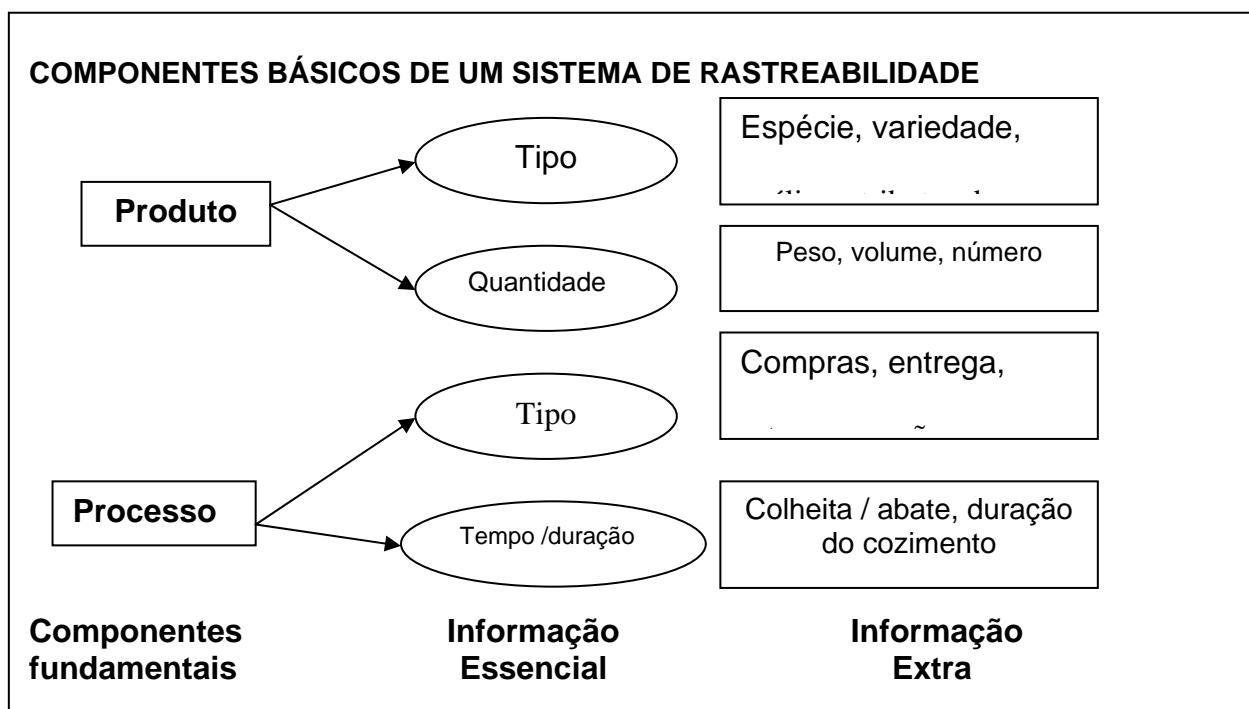 COMPONENTES BÁSICOS DE UM SISTEMA DE RASTREABILIDADE
Produto
Tipo
Espécie, variedade,
Quantidade
Peso, volume, número
Processo
Tipo
Compras, entrega,
Tempo /duração
Colheita / abate, duração
do cozimento
Componentes
fundamentais
Informação
Essencial
Informação
Extra